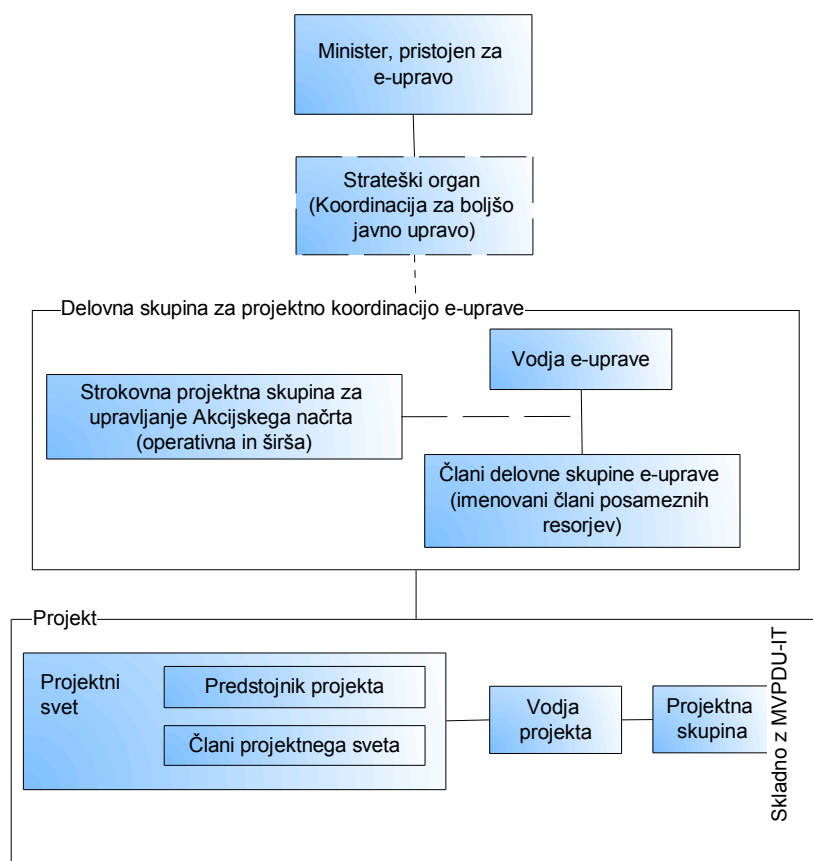 Minister, pristojen za
e-upravo
Strateški organ
(Koordinacija za boljšo
javno upravo)
Delovna skupina za projektno koordinacijo e-uprave
Vodja e-uprave
Strokovna projektna skupina za
upravljanje Akcijskega načrta
(operativna in širša)
Člani delovne skupine e-uprave
(imenovani člani posameznih
resorjev)
Projekt
Projektni
svet
Predstojnik projekta
Člani projektnega sveta
Vodja
projekta
Projektna
skupina
Skladno z MVPDU-IT